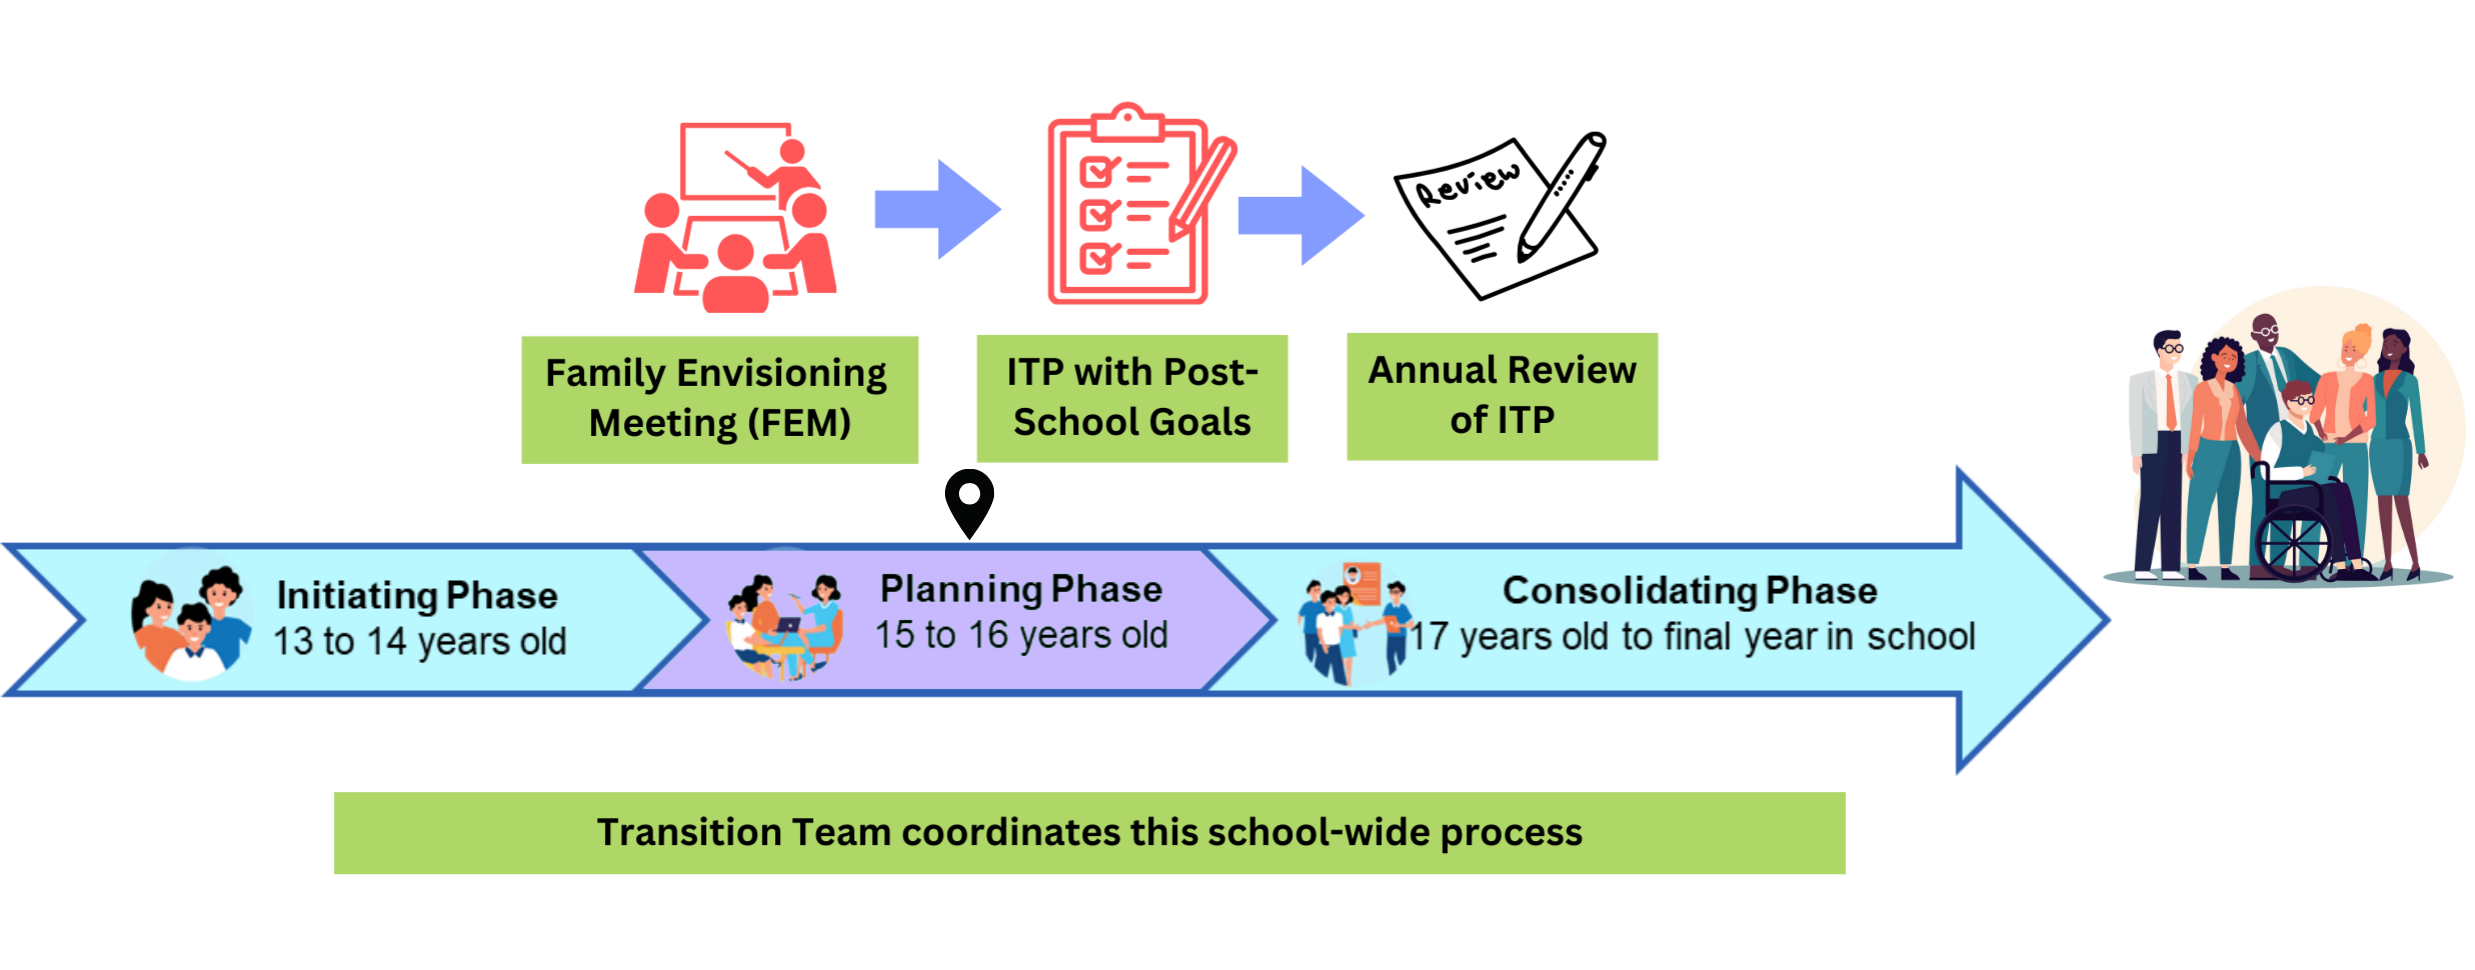 Review
Family Envisioning
Meeting (FEM)
ITP with Post-
School Goals
Annual Review
of ITP
Initiating Phase
13 to 14 years old
Planning Phase
15 to 16 years old
Consolidating Phase
17 years old to final year in school
Transition Team coordinates this school-wide process